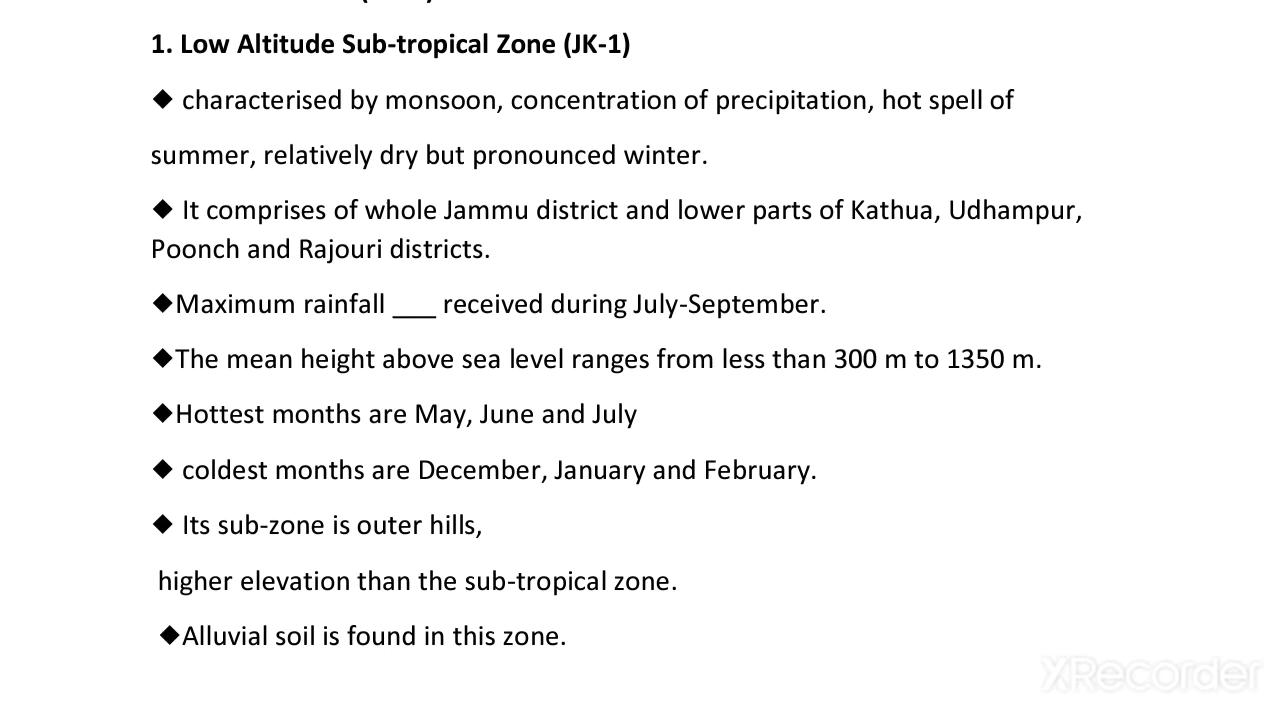 1. Low Altitude Sub-tropical Zone (JK-1)
◆ characterised by monsoon, concentration of precipitation, hot spell of
summer, relatively dry but pronounced winter.
◆ It comprises of whole Jammu district and lower parts of Kathua, Udhampur,
Poonch and Rajouri districts.
◆Maximum rainfall ___ received during July-September.
◆The mean height above sea level ranges from less than 300 m to 1350 m.
◆Hottest months are May, June and July
◆ coldest months are December, January and February.
◆ Its sub-zone is outer hills,
higher elevation than the sub-tropical zone.
◆Alluvial soil is found in this zone.
XRecorder